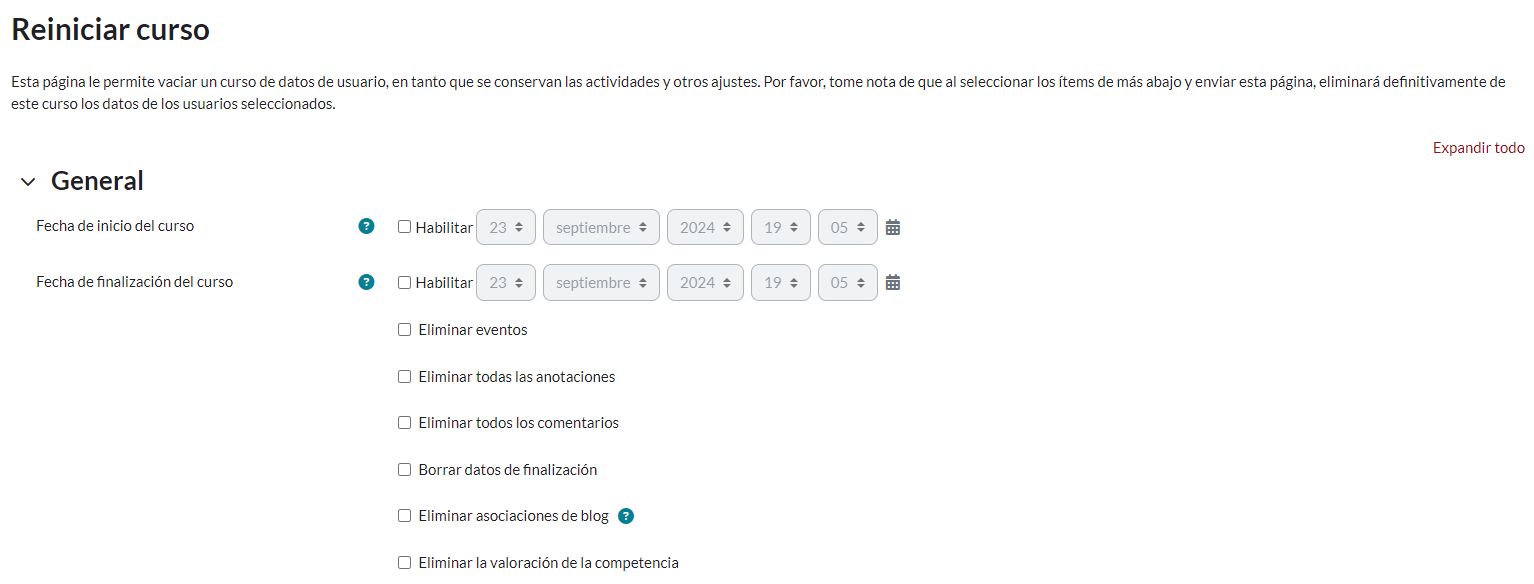 Reiniciar curso
Esta página le permite vaciar un curso de datos de usuario, en tanto que se conservan las actividades y otros ajustes. Por favor, tome nota de que al seleccionar los ítems de más abajo y enviar esta página, eliminará definitivamente de
este curso los datos de los usuarios seleccionados.
Expandir todo
General
Fecha de inicio del curso ? Habilitar 23 septiembre 2024 19 05
Fecha de finalización del curso ? Habilitar 23 septiembre 2024 19 05
Eliminar eventos
Eliminar todas las anotaciones
Eliminar todos los comentarios
Borrar datos de finalización
Eliminar asociaciones de blog ?
Eliminar la valoración de la competencia